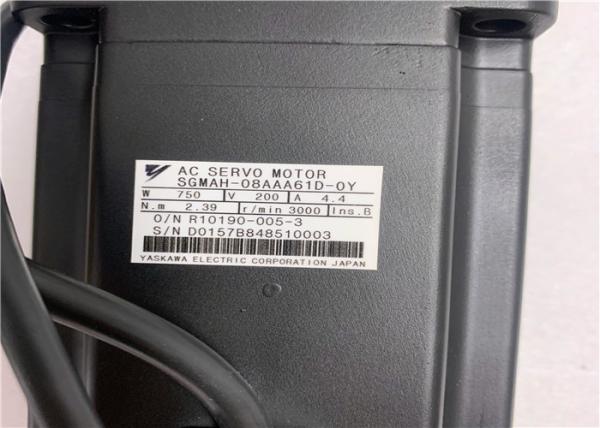 AC SERVO MOTOR
SGMAH-08AAA61D-0Y
W 750 V 200 A 4.4
N.m 2.39 r/min 3000 Ins.B
O/N R10190-005-3
S/N D0157B848510003
YASKAWA ELECTRIC CORPORATION JAPAN